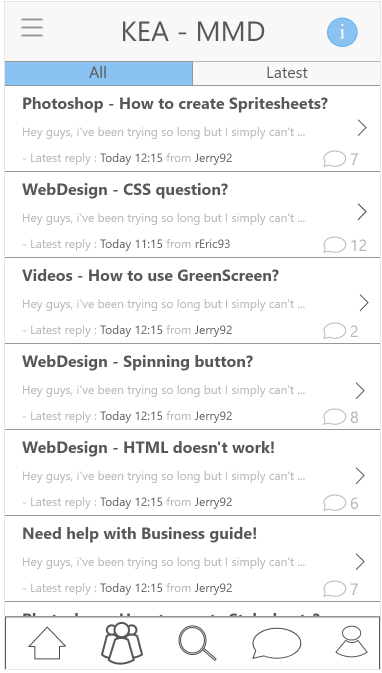 KEA - MMD
i
All
Latest
Photoshop - How to create Spritesheets?
Hey guys, i've been trying so long but I simply can't ...
- Latest reply : Today 12:15 from Jerry92
7
WebDesign - CSS question?
Hey guys, i've been trying so long but I simply can't ...
- Latest reply : Today 11:15 from rEric93
12
Videos - How to use GreenScreen?
Hey guys, i've been trying so long but I simply can't ...
- Latest reply : Today 12:15 from Jerry92
2
WebDesign - Spinning button?
Hey guys, i've been trying so long but I simply can't ...
- Latest reply : Today 12:15 from Jerry92
8
WebDesign - HTML doesn't work!
Hey guys, i've been trying so long but I simply can't ...
- Latest reply : Today 12:15 from Jerry92
6
Need help with Business guide!
Hey guys, i've been trying so long but I simply can't ...
- Latest reply : Today 12:15 from Jerry92
7